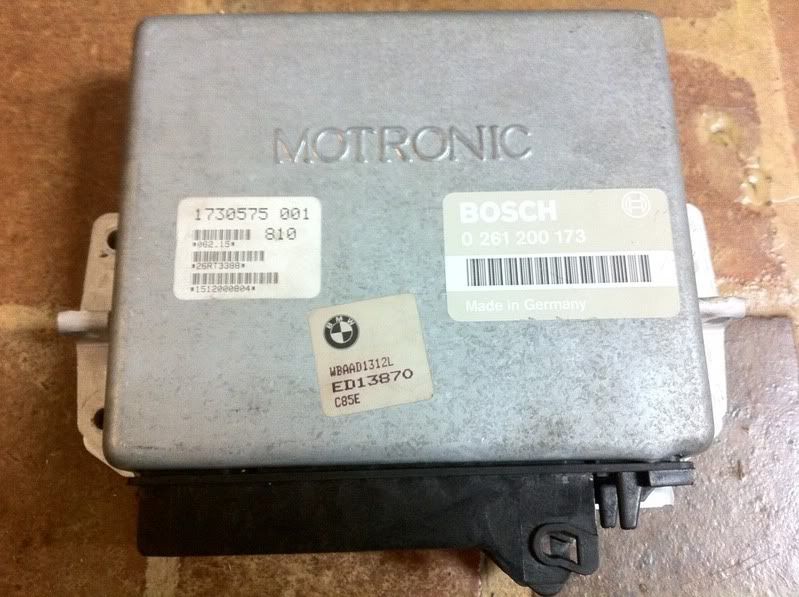 MOTRONIC
1730575 001
810
*062.15*
*26RT3388*
*1512000804*
BOSCH
0 261 200 173
Made in Germany
BMW
WBAAD1312L
ED13870
C85E